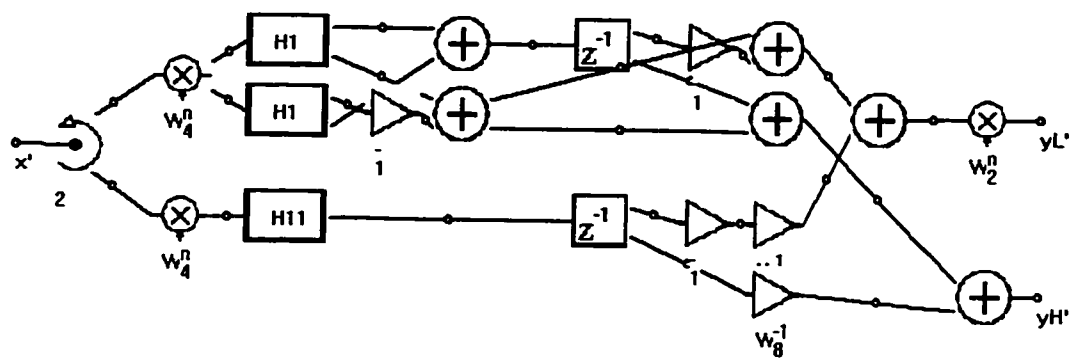 H1
Z⁻¹
W₄ⁿ
H1
1
x'
-
1
W₂ⁿ
yL'
2
H11
Z⁻¹
W₄ⁿ
-
1
..1
yH'
W₈⁻¹